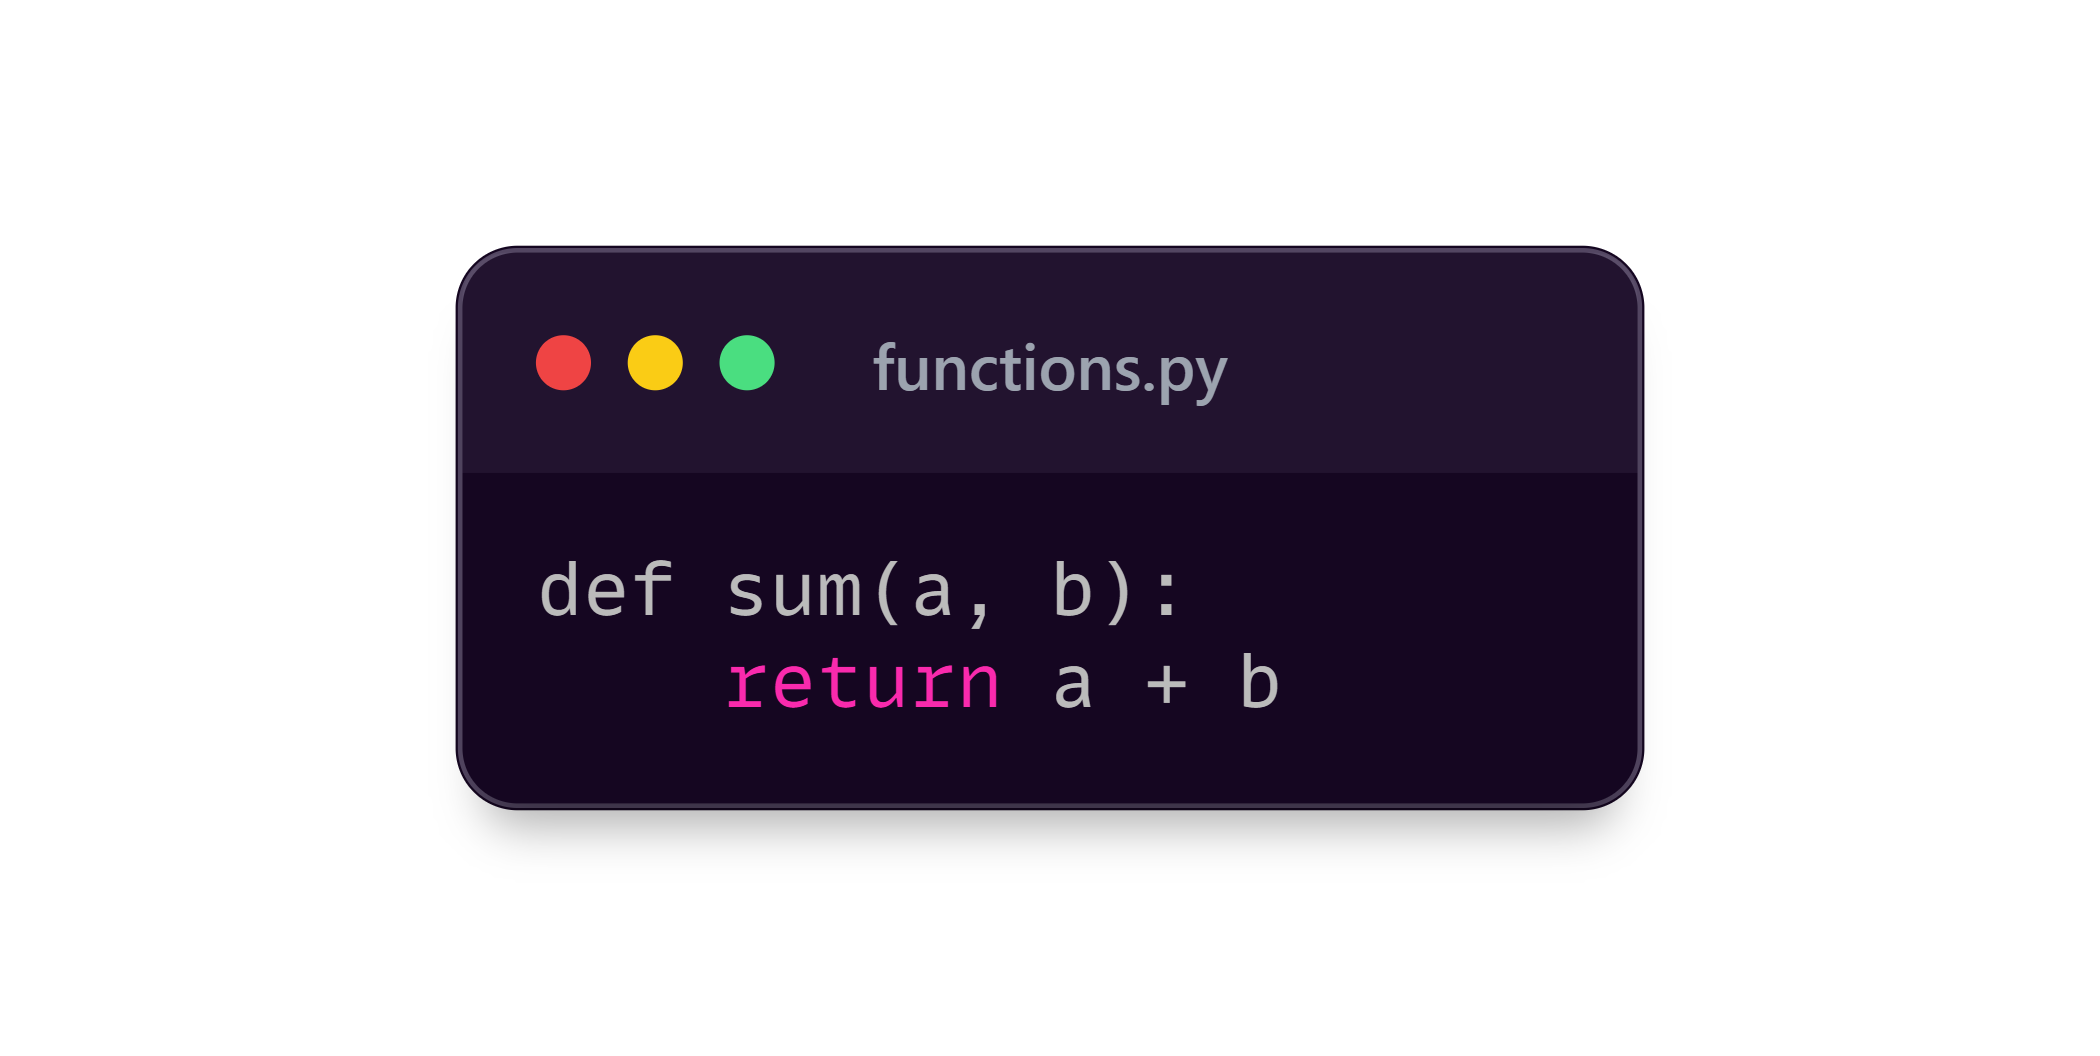 functions.py
def sum(a, b):
    return a + b